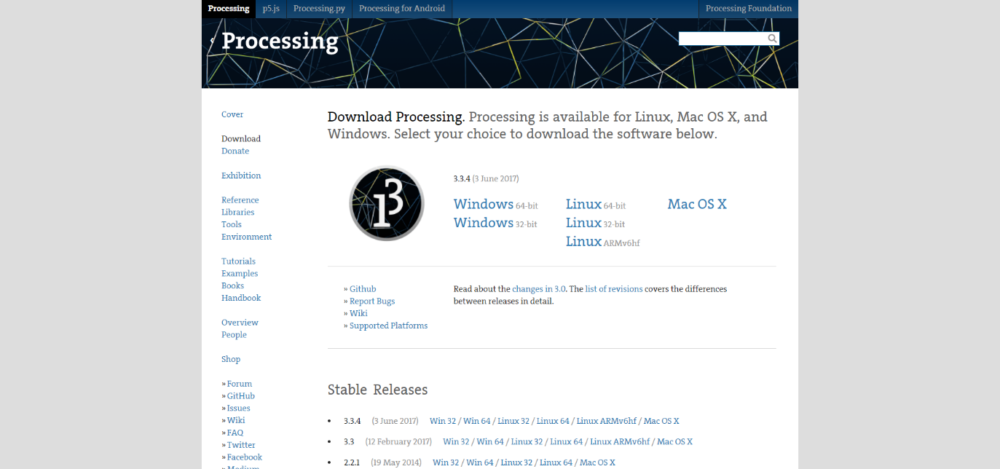 Processing p5.js Processing.py Processing for Android Processing Foundation
Processing
Cover
Download
Donate
Exhibition
Reference
Libraries
Tools
Environment
Tutorials
Examples
Books
Handbook
Overview
People
Shop
» Forum
» GitHub
» Issues
» Wiki
» FAQ
» Twitter
» Facebook
» Medium
Download Processing. Processing is available for Linux, Mac OS X, and
Windows. Select your choice to download the software below.
3.3.4 (3 June 2017)
Windows 64-bit Linux 64-bit Mac OS X
Windows 32-bit Linux 32-bit
Linux ARMv6hf
» Github
» Report Bugs
» Wiki
» Supported Platforms
Read about the changes in 3.0. The list of revisions covers the differences
between releases in detail.
Stable Releases
• 3.3.4 (3 June 2017) Win 32 / Win 64 / Linux 32 / Linux 64 / Linux ARMv6hf / Mac OS X
• 3.3 (12 February 2017) Win 32 / Win 64 / Linux 32 / Linux 64 / Linux ARMv6hf / Mac OS X
• 2.2.1 (19 May 2014) Win 32 / Win 64 / Linux 32 / Linux 64 / Mac OS X